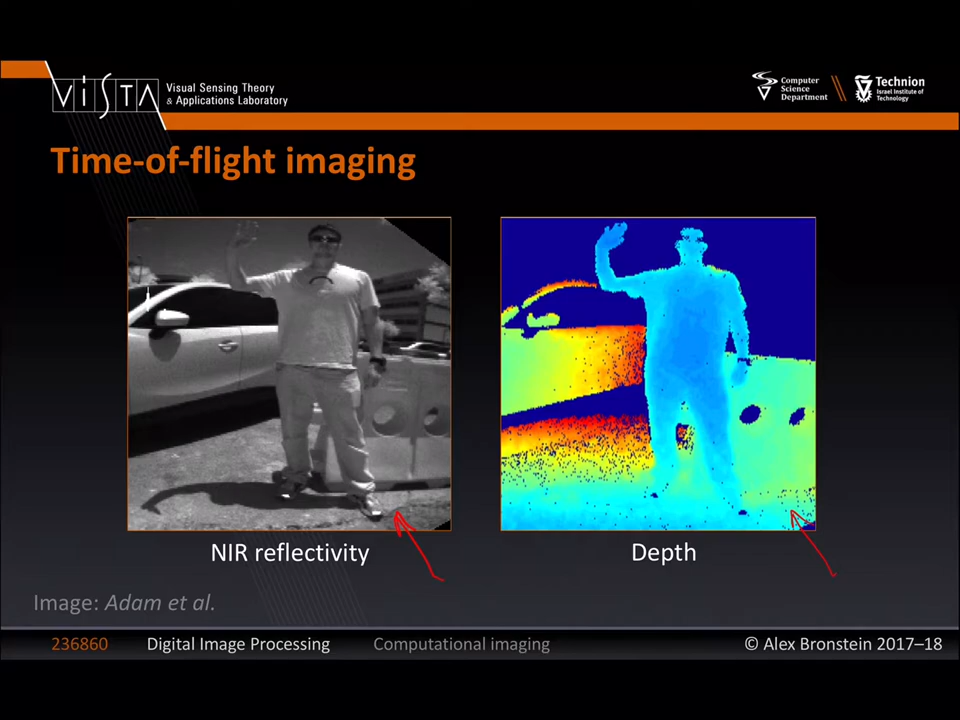 ViSTA
Visual Sensing Theory
& Applications Laboratory
Computer
Science
Department
Technion
Israel Institute of
Technology
Time-of-flight imaging
NIR reflectivity
Depth
Image: Adam et al.
236860 Digital Image Processing Computational imaging © Alex Bronstein 2017–18